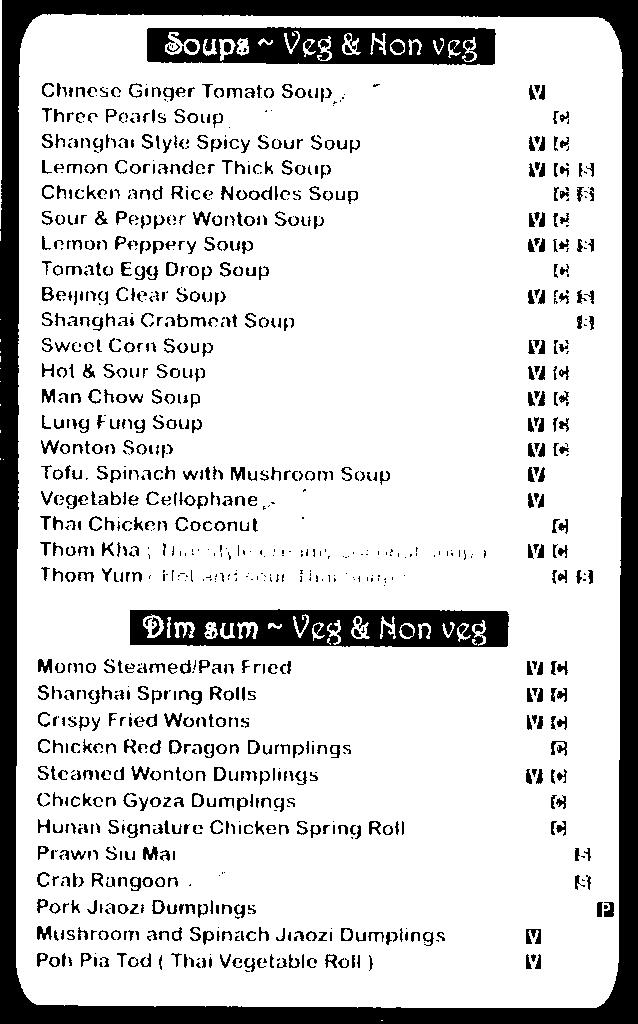 Soups ~ Veg & Non veg
Chinese Ginger Tomato Soup V
Three Pearls Soup C
Shanghai Style Spicy Sour Soup V C
Lemon Coriander Thick Soup V C S
Chicken and Rice Noodles Soup C S
Sour & Pepper Wonton Soup V C
Lemon Peppery Soup V C S
Tomato Egg Drop Soup C
Beijing Clear Soup V C S
Shanghai Crabmeat Soup S
Sweet Corn Soup V C
Hot & Sour Soup V C
Man Chow Soup V C
Lung Fung Soup V C
Wonton Soup V C
Tofu, Spinach with Mushroom Soup V
Vegetable Cellophane V
Thai Chicken Coconut C
Thom Kha ( Thai style creamy coconut soup ) V C
Thom Yum ( Hot and sour Thai soup ) C S
Dim sum ~ Veg & Non veg
Momo Steamed/Pan Fried V C
Shanghai Spring Rolls V C
Crispy Fried Wontons V C
Chicken Red Dragon Dumplings C
Steamed Wonton Dumplings V C
Chicken Gyoza Dumplings C
Hunan Signature Chicken Spring Roll C
Prawn Siu Mai S
Crab Rangoon S
Pork Jiaozi Dumplings P
Mushroom and Spinach Jiaozi Dumplings V
Poh Pia Tod ( Thai Vegetable Roll ) V